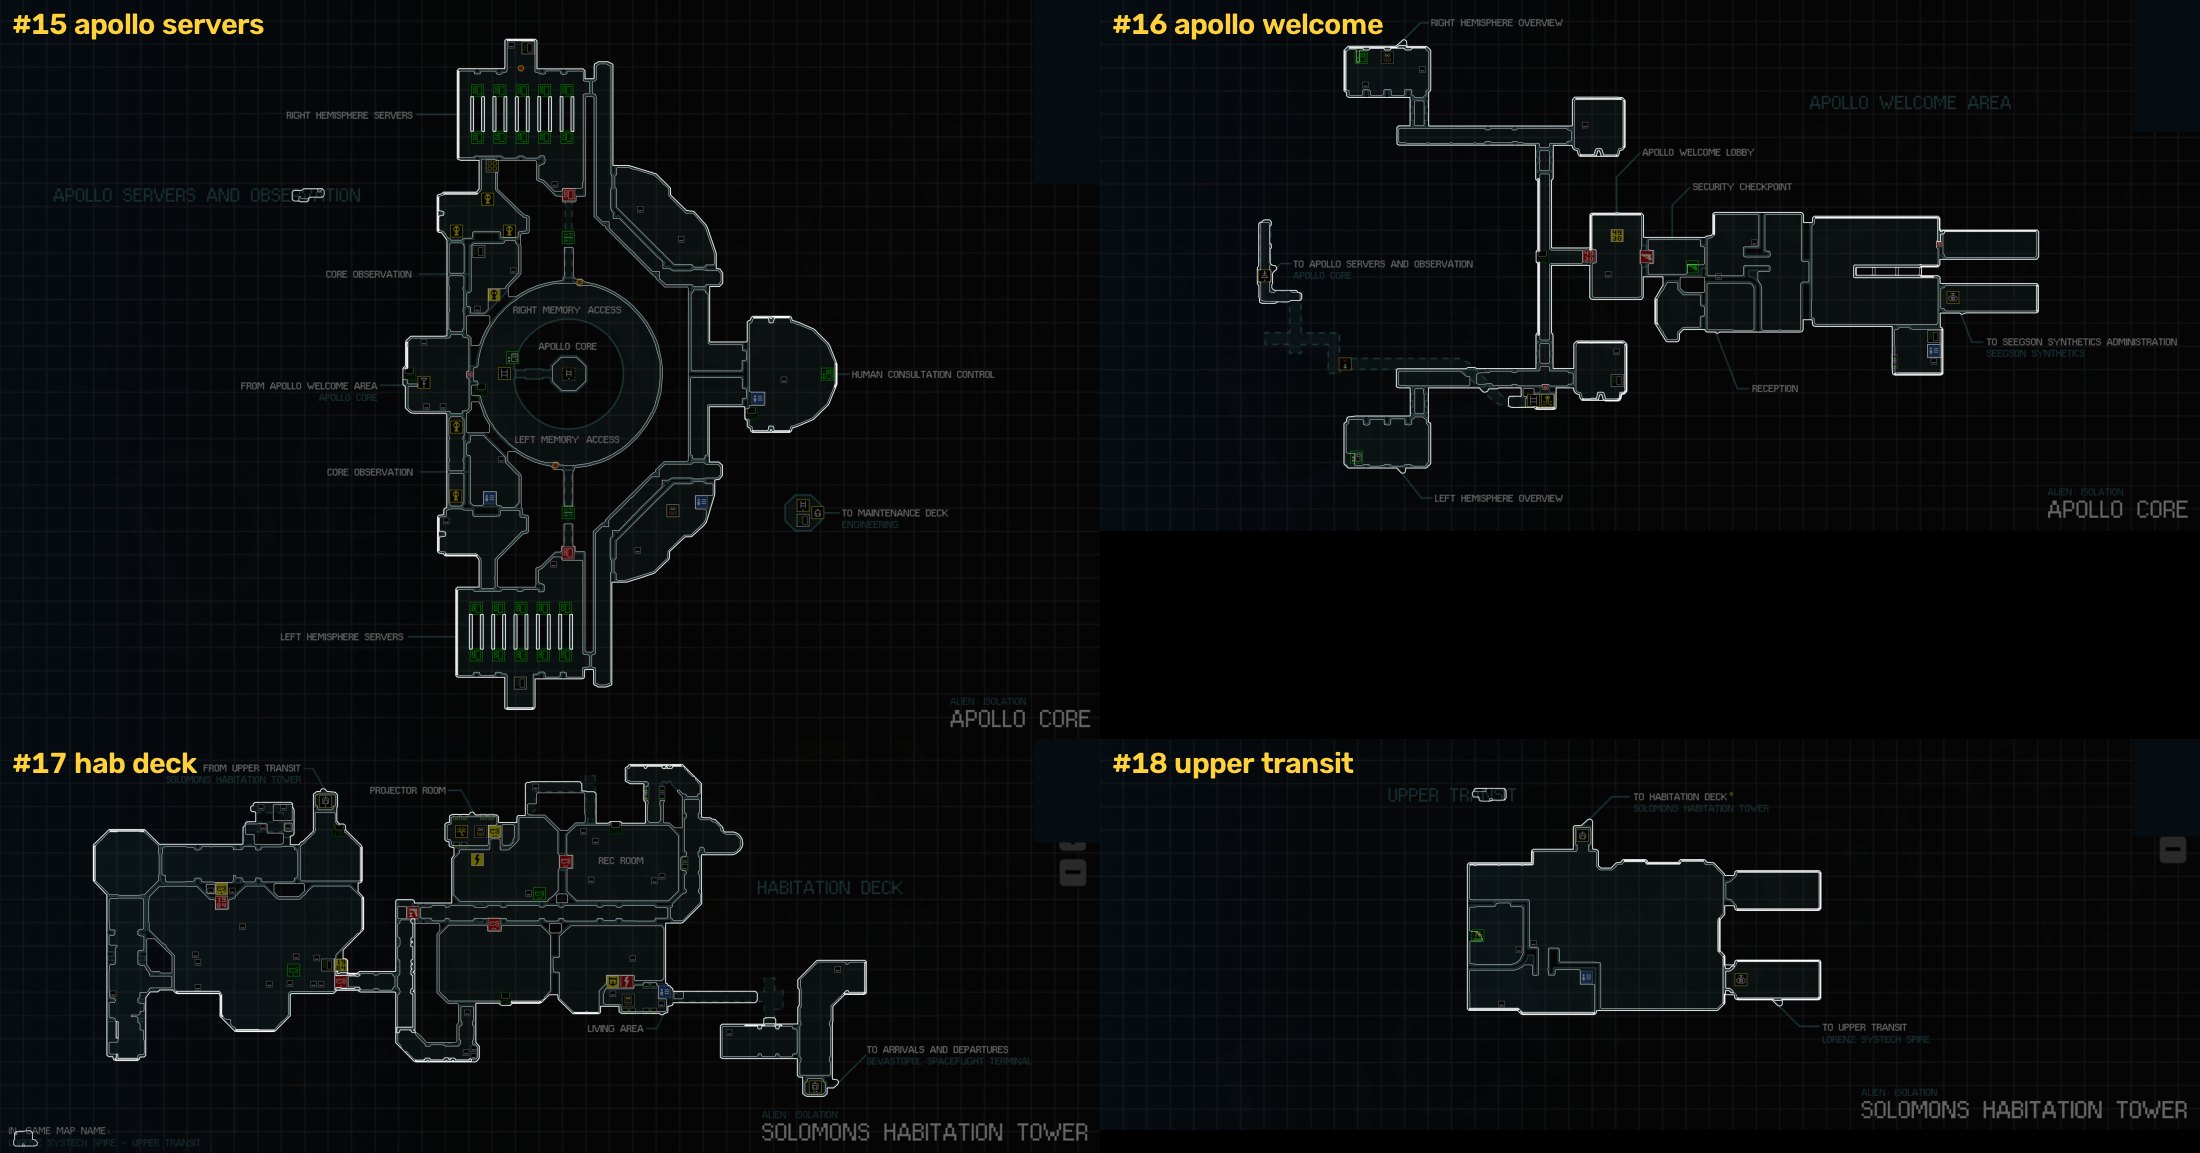 #15 apollo servers
RIGHT HEMISPHERE SERVERS
APOLLO SERVERS AND OBSERVATION
CORE OBSERVATION
RIGHT MEMORY ACCESS
APOLLO CORE
FROM APOLLO WELCOME AREA
APOLLO CORE
HUMAN CONSULTATION CONTROL
LEFT MEMORY ACCESS
CORE OBSERVATION
TO MAINTENANCE DECK
ENGINEERING
LEFT HEMISPHERE SERVERS
ALIEN: ISOLATION
APOLLO CORE
#16 apollo welcome
RIGHT HEMISPHERE OVERVIEW
APOLLO WELCOME AREA
APOLLO WELCOME LOBBY
SECURITY CHECKPOINT
TO APOLLO SERVERS AND OBSERVATION
APOLLO CORE
TO SEEGSON SYNTHETICS ADMINISTRATION
SEEGSON SYNTHETICS
RECEPTION
LEFT HEMISPHERE OVERVIEW
ALIEN: ISOLATION
APOLLO CORE
#17 hab deck
FROM UPPER TRANSIT
SOLOMONS HABITATION TOWER
PROJECTOR ROOM
REC ROOM
HABITATION DECK
LIVING AREA
TO ARRIVALS AND DEPARTURES
SEVASTOPOL SPACEFLIGHT TERMINAL
ALIEN: ISOLATION
SOLOMONS HABITATION TOWER
GAME MAP NAME:
SYSTECH SPIRE - UPPER TRANSIT
#18 upper transit
UPPER TRANSIT
TO HABITATION DECK
SOLOMONS HABITATION TOWER
TO UPPER TRANSIT
LORENZ SYSTECH SPIRE
ALIEN: ISOLATION
SOLOMONS HABITATION TOWER